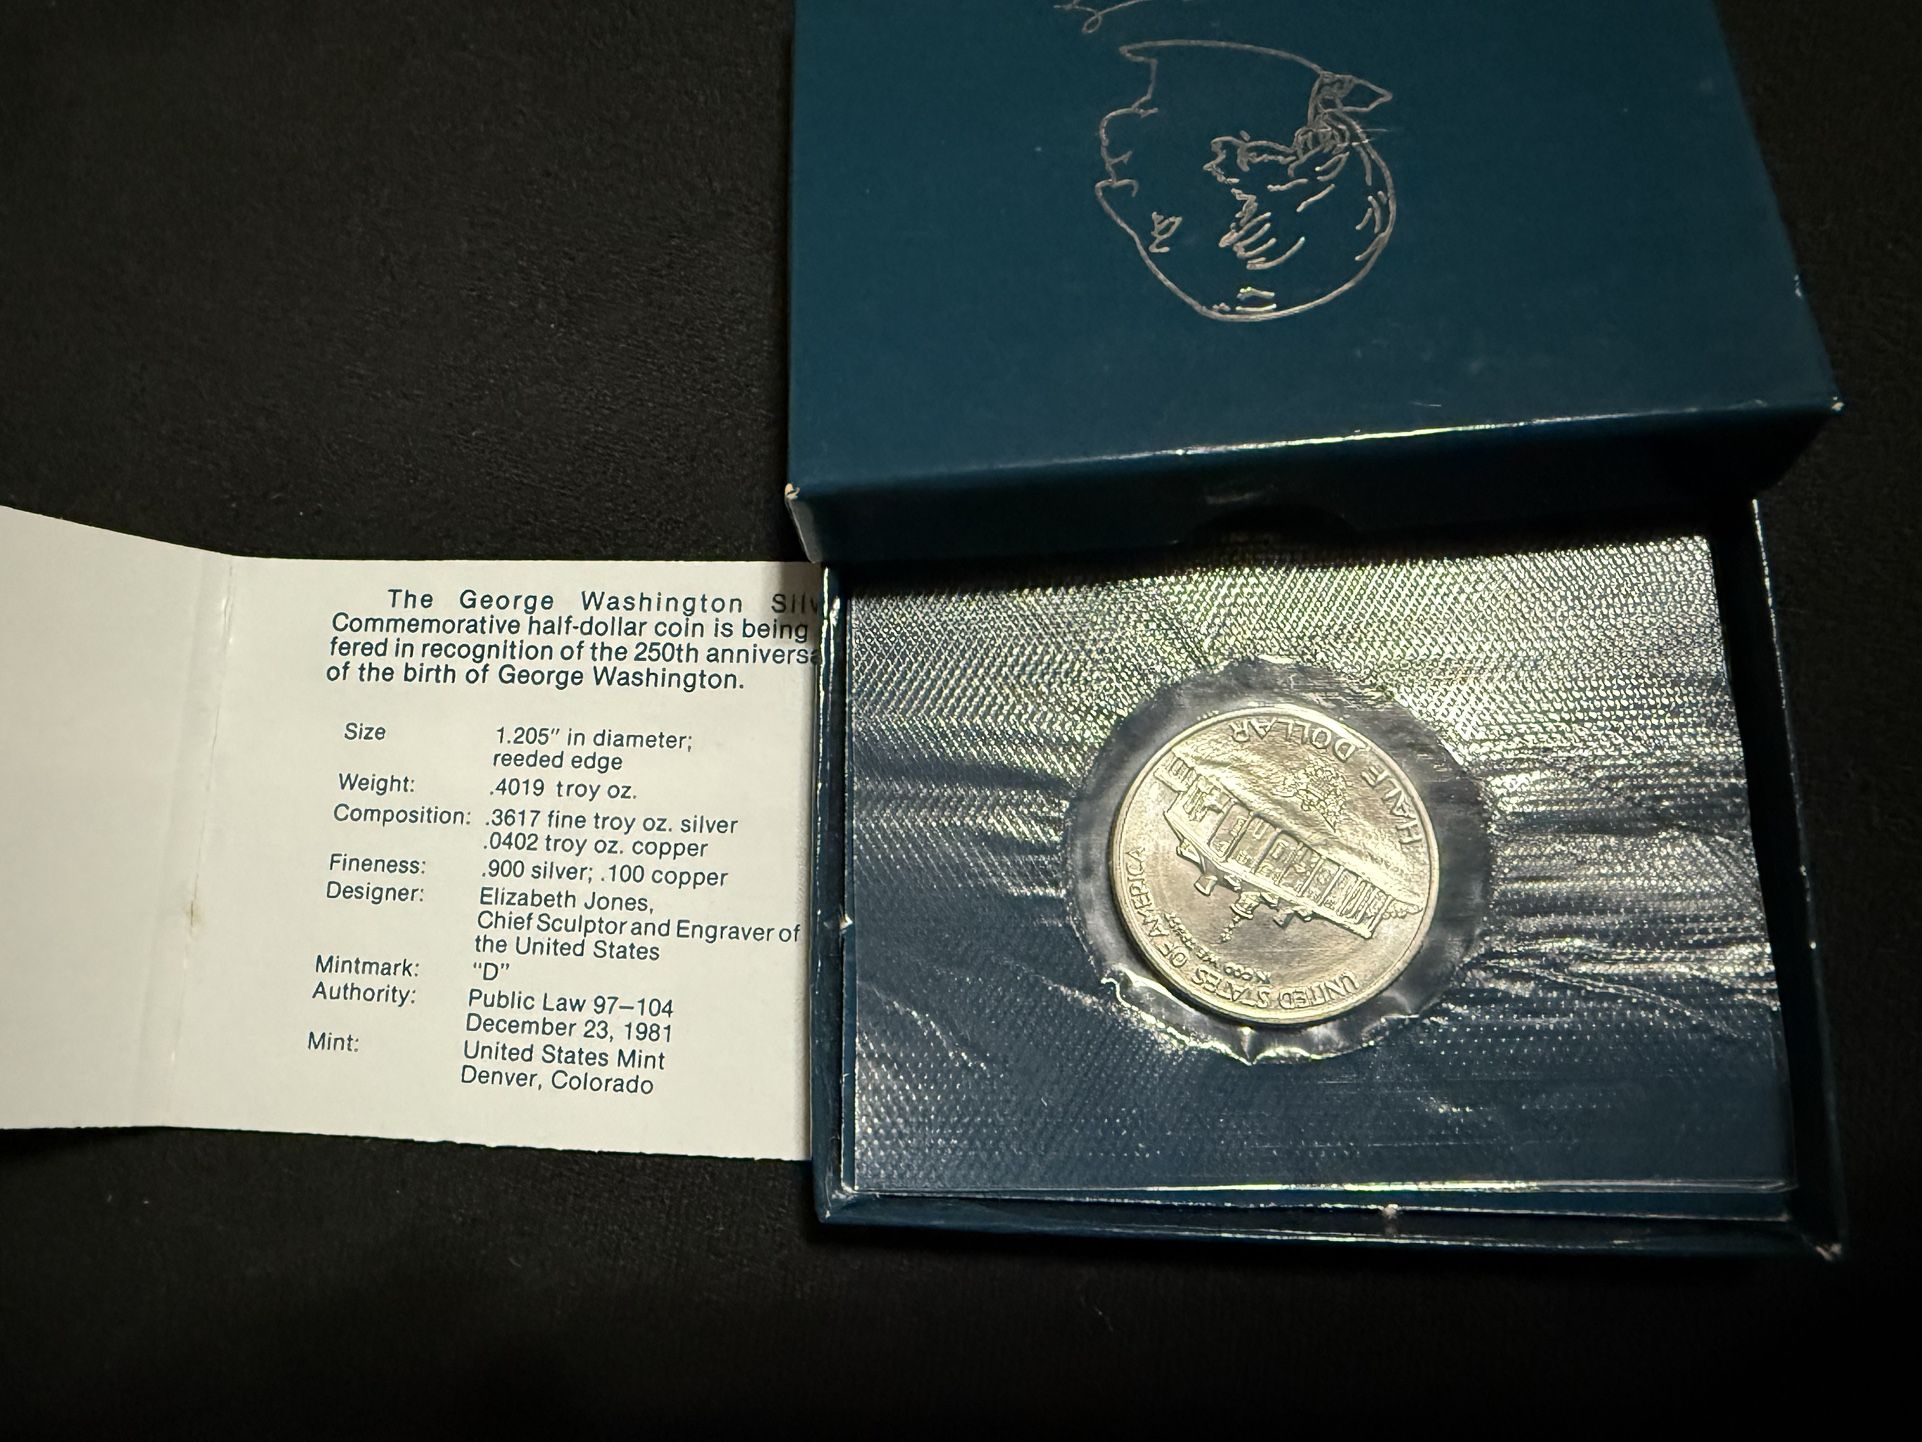 The George Washington
Commemorative half-dollar coin is being
fered in recognition of the 250th annivers
of the birth of George Washington.
Size 1.205" in diameter;
reeded edge
Weight: .4019 troy oz.
Composition: .3617 fine troy oz. silver
.0402 troy oz. copper
Fineness: .900 silver; .100 copper
Designer: Elizabeth Jones,
Chief Sculptor and Engraver of
the United States
Mintmark: "D"
Authority: Public Law 97–104
December 23, 1981
Mint: United States Mint
Denver, Colorado
UNITED STATES OF AMERICA
HALF DOLLAR